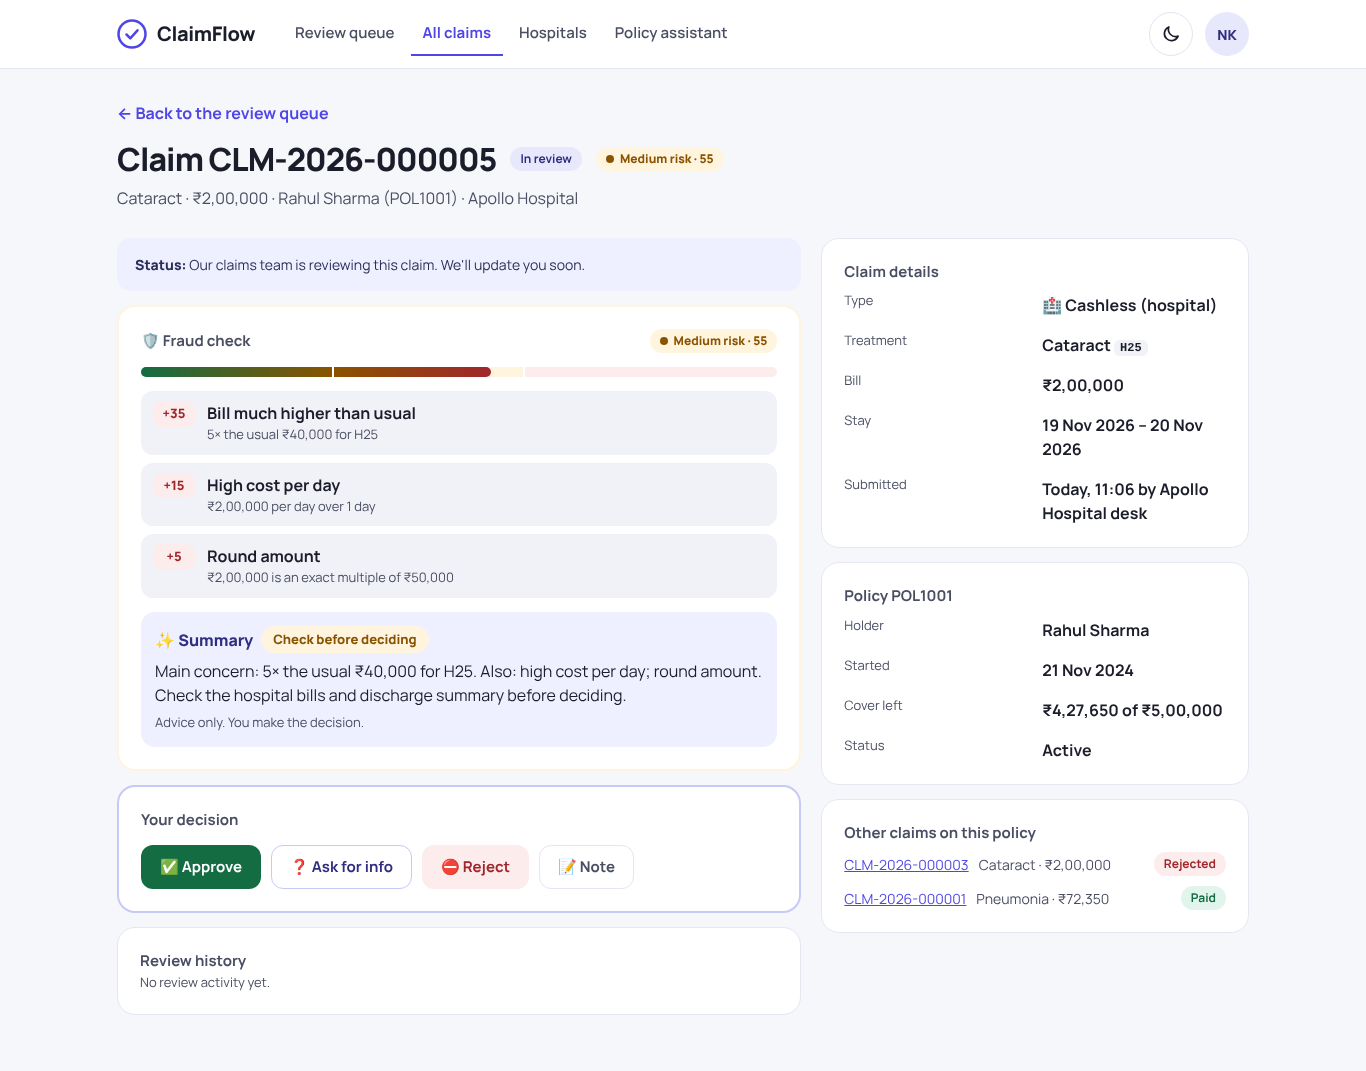 ClaimFlow
Review queue
All claims
Hospitals
Policy assistant
NK
← Back to the review queue
Claim CLM-2026-000005
In review
Medium risk · 55
Cataract · ₹2,00,000 · Rahul Sharma (POL1001) · Apollo Hospital
Status: Our claims team is reviewing this claim. We'll update you soon.
Fraud check
Medium risk · 55
+35
Bill much higher than usual
5× the usual ₹40,000 for H25
+15
High cost per day
₹2,00,000 per day over 1 day
+5
Round amount
₹2,00,000 is an exact multiple of ₹50,000
Summary
Check before deciding
Main concern: 5× the usual ₹40,000 for H25. Also: high cost per day; round amount.
Check the hospital bills and discharge summary before deciding.
Advice only. You make the decision.
Your decision
Approve
Ask for info
Reject
Note
Review history
No review activity yet.
Claim details
Type
Cashless (hospital)
Treatment
Cataract H25
Bill
₹2,00,000
Stay
19 Nov 2026 – 20 Nov
2026
Submitted
Today, 11:06 by Apollo
Hospital desk
Policy POL1001
Holder
Rahul Sharma
Started
21 Nov 2024
Cover left
₹4,27,650 of ₹5,00,000
Status
Active
Other claims on this policy
CLM-2026-000003 Cataract · ₹2,00,000
Rejected
CLM-2026-000001 Pneumonia · ₹72,350
Paid